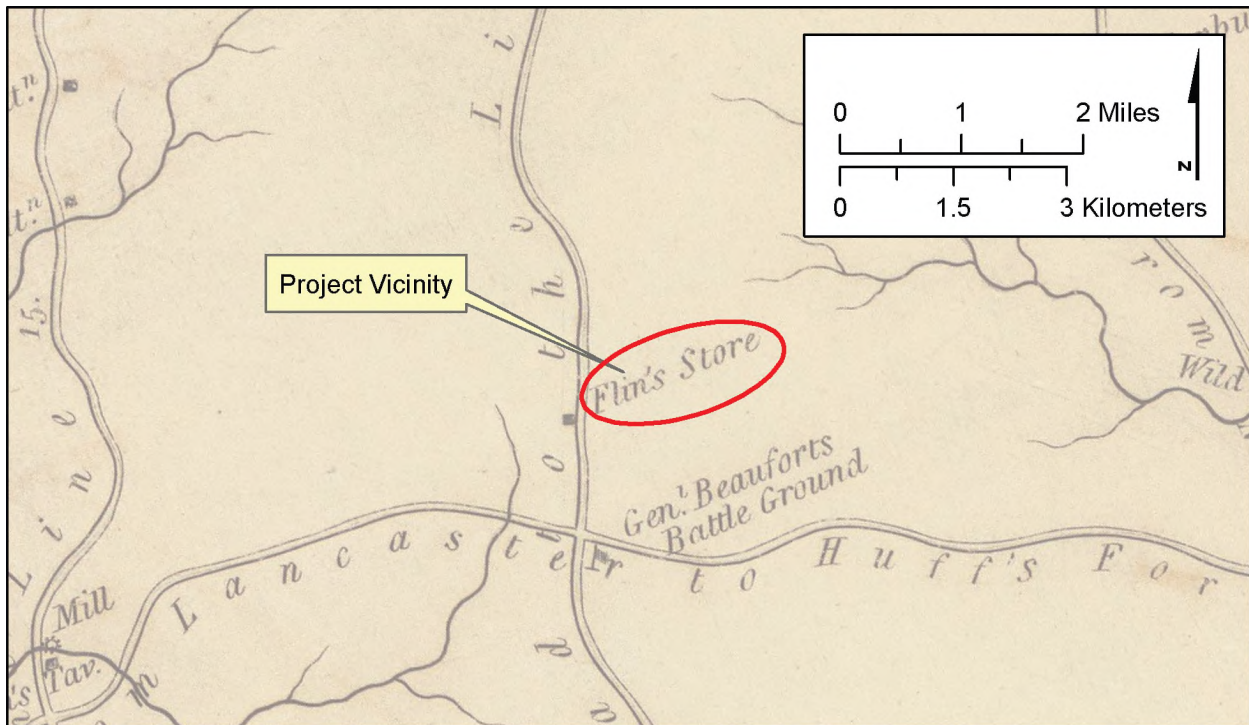 Project Vicinity
0 1 2 Miles
0 1.5 3 Kilometers
N
Flin's Store
Gen.l Beauforts
Battle Ground
Lancaster
to Huff's For
Line
15.
Mill
Tav.
Wild
rom
t.n
t.n